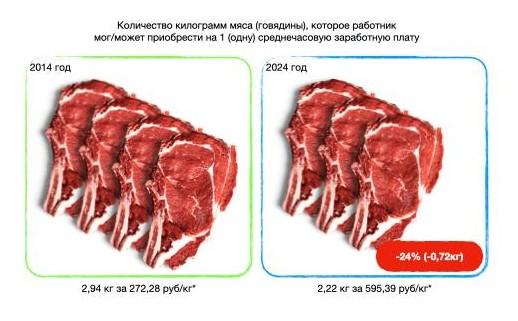 Количество килограмм мяса (говядины), которое работник
мог/может приобрести на 1 (одну) среднечасовую заработную плату
2014 год
2024 год
-24% (-0,72кг)
2,94 кг за 272,28 руб/кг*
2,22 кг за 595,39 руб/кг*